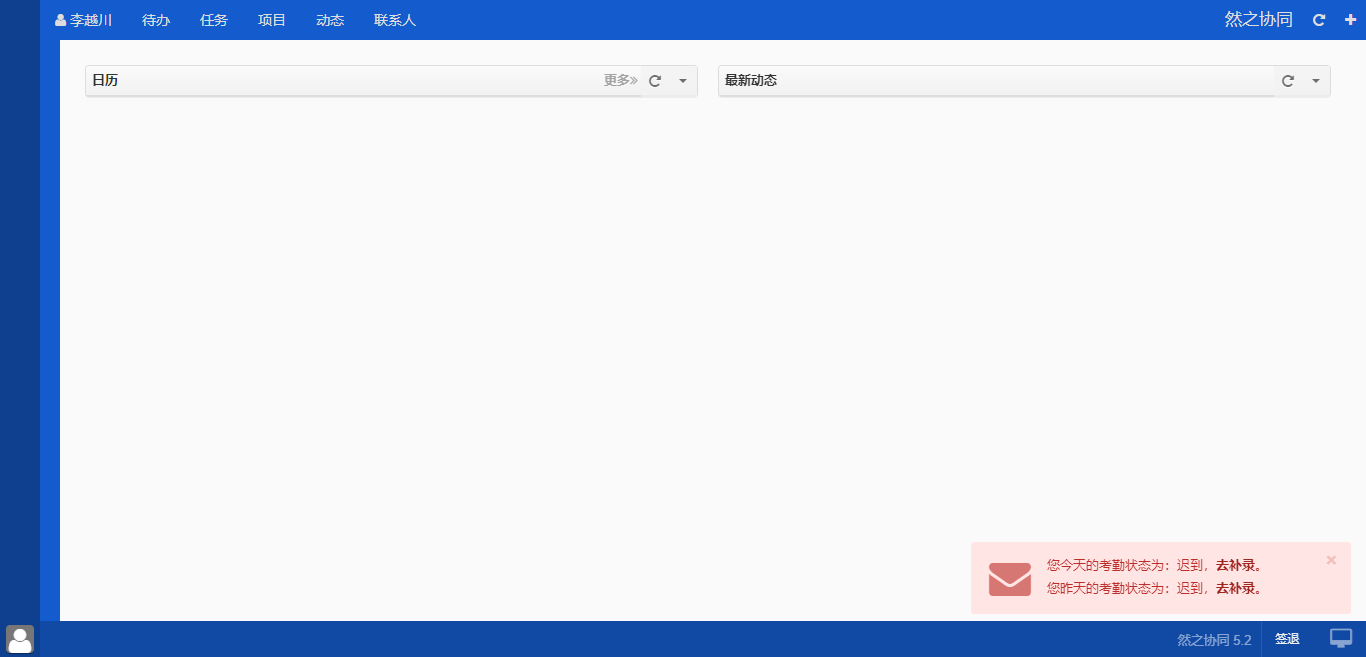 李越川 待办 任务 项目 动态 联系人 然之协同
日历 更多» 最新动态
您今天的考勤状态为：迟到，去补录。
您昨天的考勤状态为：迟到，去补录。
然之协同 5.2 签退